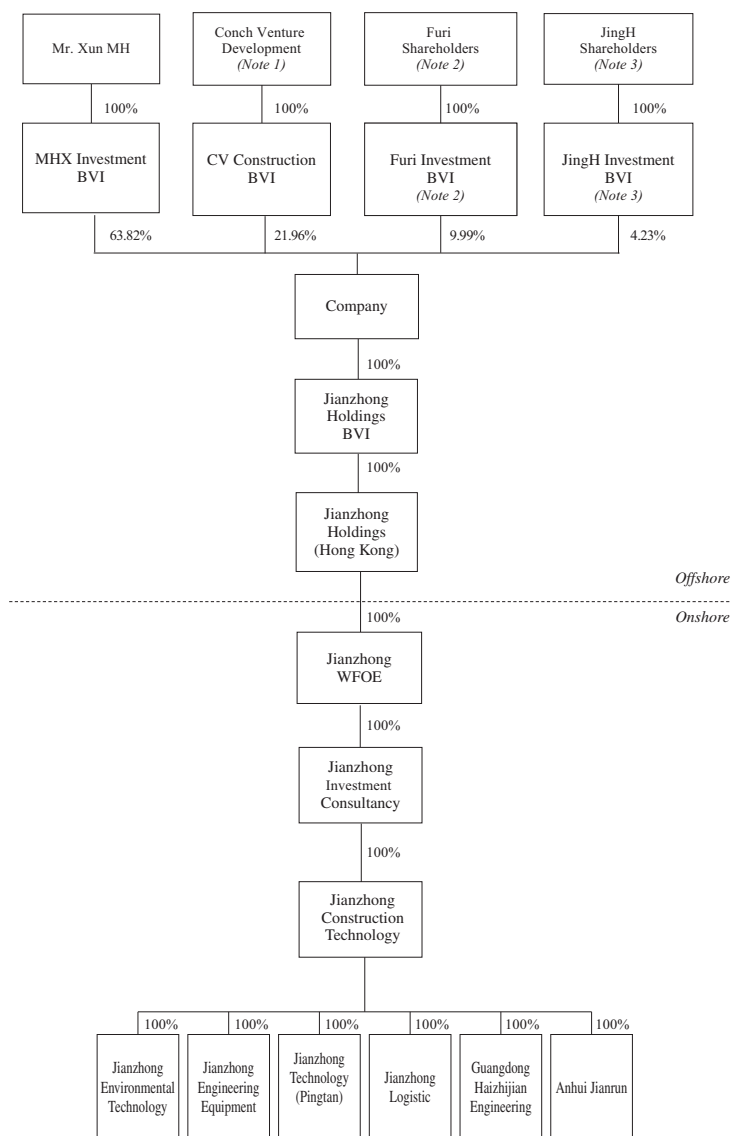 Mr. Xun MH
Conch Venture
Development
(Note 1)
Furi
Shareholders
(Note 2)
JingH
Shareholders
(Note 3)
100%
100%
100%
100%
MHX Investment
BVI
CV Construction
BVI
Furi Investment
BVI
(Note 2)
JingH Investment
BVI
(Note 3)
63.82%
21.96%
9.99%
4.23%
Company
100%
Jianzhong
Holdings
BVI
100%
Jianzhong
Holdings
(Hong Kong)
Offshore
Onshore
100%
Jianzhong
WFOE
100%
Jianzhong
Investment
Consultancy
100%
Jianzhong
Construction
Technology
100%
100%
100%
100%
100%
100%
Jianzhong
Environmental
Technology
Jianzhong
Engineering
Equipment
Jianzhong
Technology
(Pingtan)
Jianzhong
Logistic
Guangdong
Haizhijian
Engineering
Anhui Jianrun